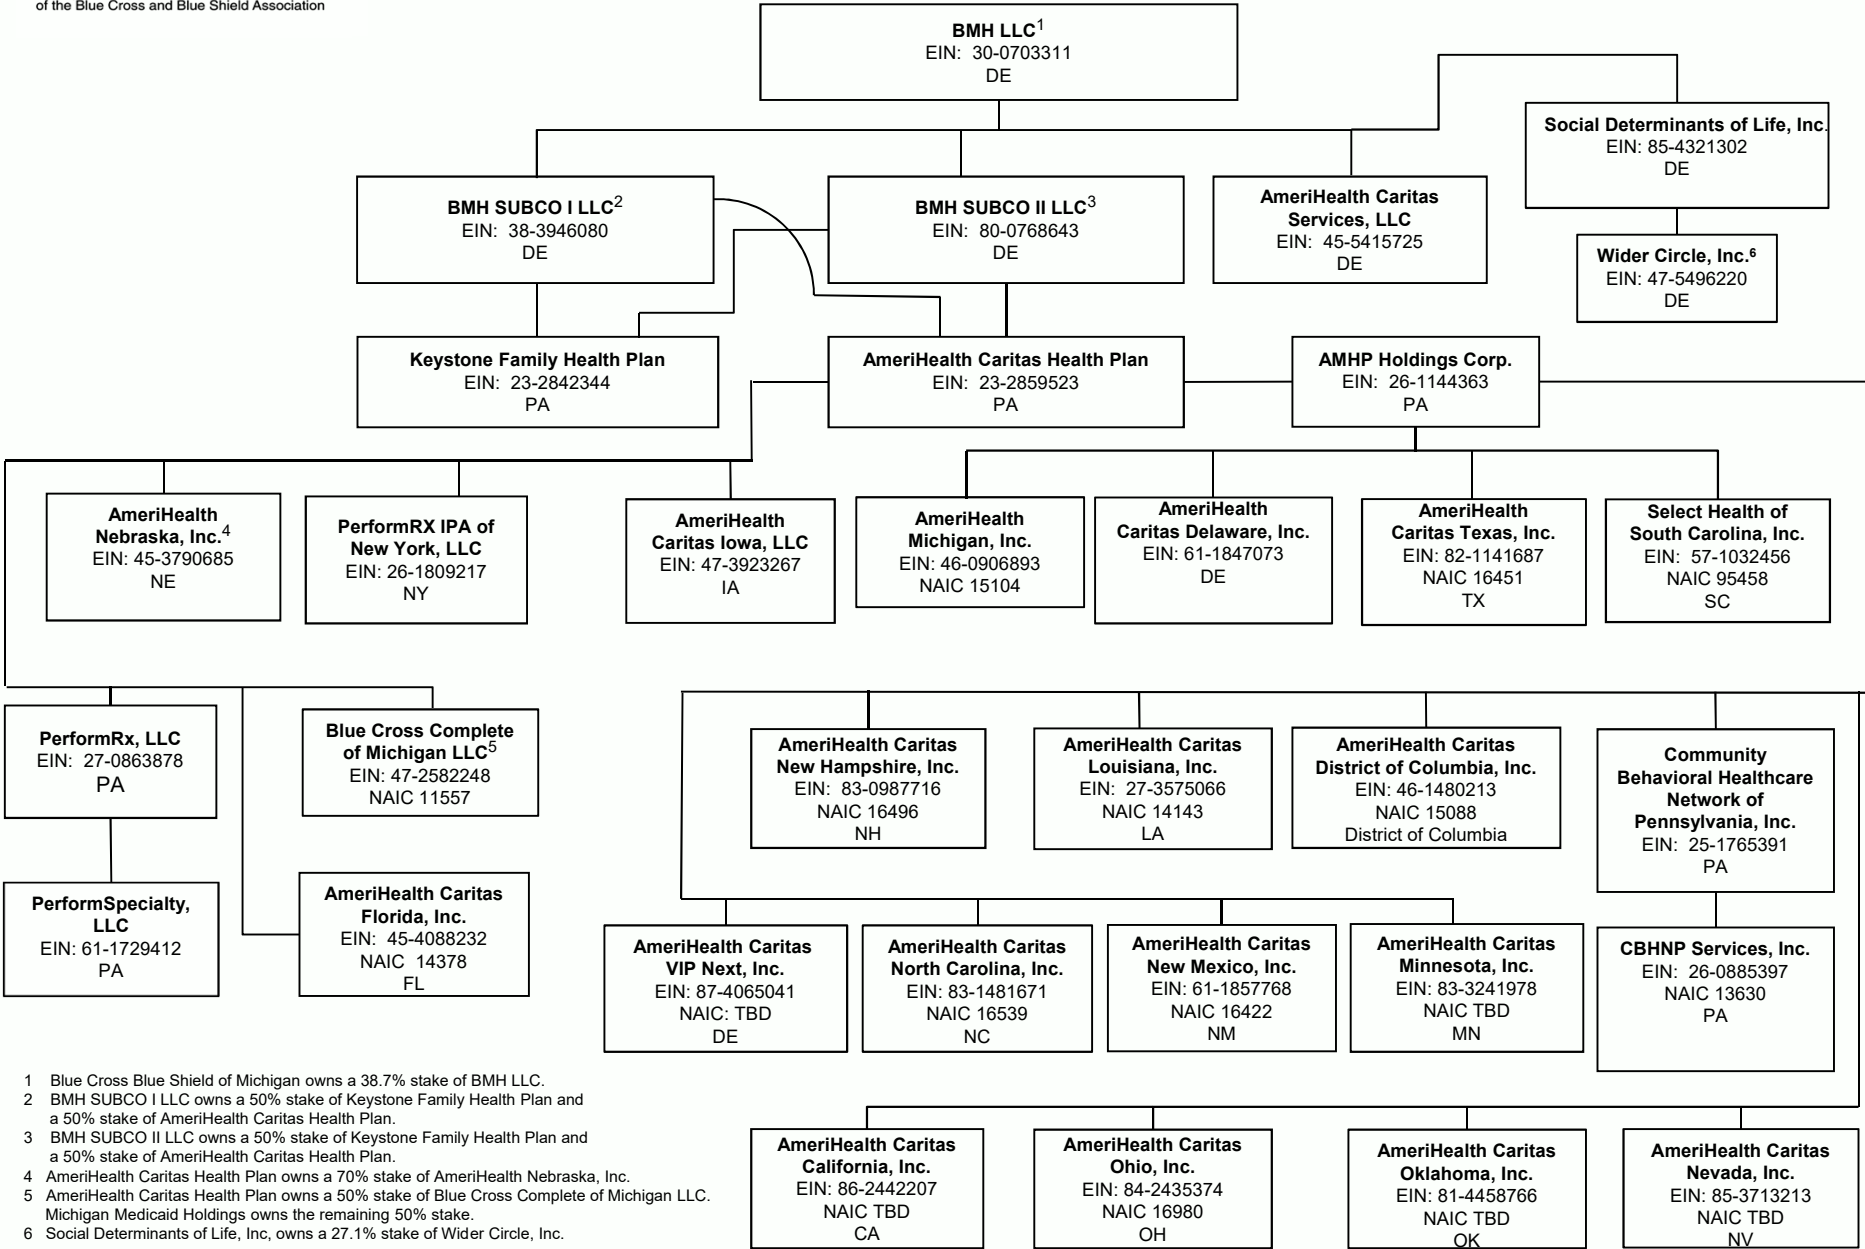 of the Blue Cross and Blue Shield Association
BMH LLC1
EIN: 30-0703311
DE
Social Determinants of Life, Inc.
EIN: 85-4321302
DE
BMH SUBCO I LLC2
EIN: 38-3946080
DE
BMH SUBCO II LLC3
EIN: 80-0768643
DE
AmeriHealth Caritas
Services, LLC
EIN: 45-5415725
DE
Wider Circle, Inc.6
EIN: 47-5496220
DE
Keystone Family Health Plan
EIN: 23-2842344
PA
AmeriHealth Caritas Health Plan
EIN: 23-2859523
PA
AMHP Holdings Corp.
EIN: 26-1144363
PA
AmeriHealth
Nebraska, Inc.4
EIN: 45-3790685
NE
PerformRX IPA of
New York, LLC
EIN: 26-1809217
NY
AmeriHealth
Caritas Iowa, LLC
EIN: 47-3923267
IA
AmeriHealth
Michigan, Inc.
EIN: 46-0906893
NAIC 15104
AmeriHealth
Caritas Delaware, Inc.
EIN: 61-1847073
DE
AmeriHealth
Caritas Texas, Inc.
EIN: 82-1141687
NAIC 16451
TX
Select Health of
South Carolina, Inc.
EIN: 57-1032456
NAIC 95458
SC
PerformRx, LLC
EIN: 27-0863878
PA
Blue Cross Complete
of Michigan LLC5
EIN: 47-2582248
NAIC 11557
AmeriHealth Caritas
New Hampshire, Inc.
EIN: 83-0987716
NAIC 16496
NH
AmeriHealth Caritas
Louisiana, Inc.
EIN: 27-3575066
NAIC 14143
LA
AmeriHealth Caritas
District of Columbia, Inc.
EIN: 46-1480213
NAIC 15088
District of Columbia
Community
Behavioral Healthcare
Network of
Pennsylvania, Inc.
EIN: 25-1765391
PA
PerformSpecialty,
LLC
EIN: 61-1729412
PA
AmeriHealth Caritas
Florida, Inc.
EIN: 45-4088232
NAIC 14378
FL
AmeriHealth Caritas
VIP Next, Inc.
EIN: 87-4065041
NAIC: TBD
DE
AmeriHealth Caritas
North Carolina, Inc.
EIN: 83-1481671
NAIC 16539
NC
AmeriHealth Caritas
New Mexico, Inc.
EIN: 61-1857768
NAIC 16422
NM
AmeriHealth Caritas
Minnesota, Inc.
EIN: 83-3241978
NAIC TBD
MN
CBHNP Services, Inc.
EIN: 26-0885397
NAIC 13630
PA
1 Blue Cross Blue Shield of Michigan owns a 38.7% stake of BMH LLC.
2 BMH SUBCO I LLC owns a 50% stake of Keystone Family Health Plan and
a 50% stake of AmeriHealth Caritas Health Plan.
3 BMH SUBCO II LLC owns a 50% stake of Keystone Family Health Plan and
a 50% stake of AmeriHealth Caritas Health Plan.
4 AmeriHealth Caritas Health Plan owns a 70% stake of AmeriHealth Nebraska, Inc.
5 AmeriHealth Caritas Health Plan owns a 50% stake of Blue Cross Complete of Michigan LLC.
Michigan Medicaid Holdings owns the remaining 50% stake.
6 Social Determinants of Life, Inc, owns a 27.1% stake of Wider Circle, Inc.
AmeriHealth Caritas
California, Inc.
EIN: 86-2442207
NAIC TBD
CA
AmeriHealth Caritas
Ohio, Inc.
EIN: 84-2435374
NAIC 16980
OH
AmeriHealth Caritas
Oklahoma, Inc.
EIN: 81-4458766
NAIC TBD
OK
AmeriHealth Caritas
Nevada, Inc.
EIN: 85-3713213
NAIC TBD
NV